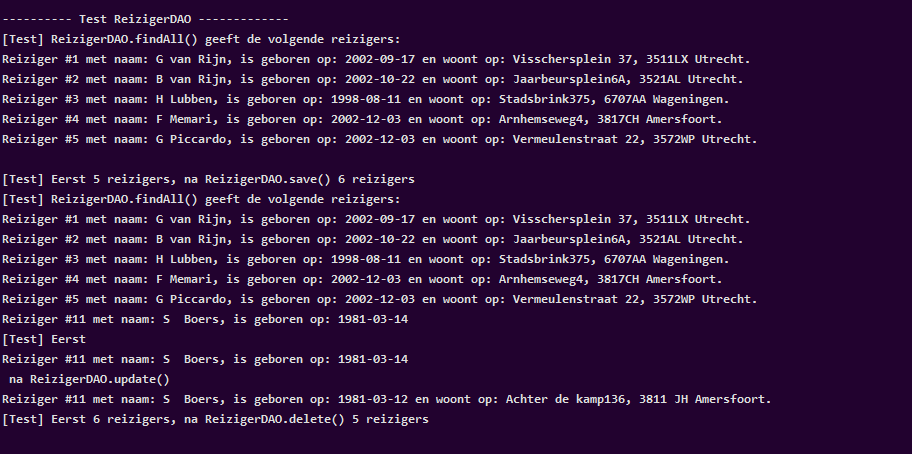 ---------- Test ReizigerDAO -------------
[Test] ReizigerDAO.findAll() geeft de volgende reizigers:
Reiziger #1 met naam: G van Rijn, is geboren op: 2002-09-17 en woont op: Visschersplein 37, 3511LX Utrecht.
Reiziger #2 met naam: B van Rijn, is geboren op: 2002-10-22 en woont op: Jaarbeursplein6A, 3521AL Utrecht.
Reiziger #3 met naam: H Lubben, is geboren op: 1998-08-11 en woont op: Stadsbrink375, 6707AA Wageningen.
Reiziger #4 met naam: F Memari, is geboren op: 2002-12-03 en woont op: Arnhemseweg4, 3817CH Amersfoort.
Reiziger #5 met naam: G Piccardo, is geboren op: 2002-12-03 en woont op: Vermeulenstraat 22, 3572WP Utrecht.

[Test] Eerst 5 reizigers, na ReizigerDAO.save() 6 reizigers
[Test] ReizigerDAO.findAll() geeft de volgende reizigers:
Reiziger #1 met naam: G van Rijn, is geboren op: 2002-09-17 en woont op: Visschersplein 37, 3511LX Utrecht.
Reiziger #2 met naam: B van Rijn, is geboren op: 2002-10-22 en woont op: Jaarbeursplein6A, 3521AL Utrecht.
Reiziger #3 met naam: H Lubben, is geboren op: 1998-08-11 en woont op: Stadsbrink375, 6707AA Wageningen.
Reiziger #4 met naam: F Memari, is geboren op: 2002-12-03 en woont op: Arnhemseweg4, 3817CH Amersfoort.
Reiziger #5 met naam: G Piccardo, is geboren op: 2002-12-03 en woont op: Vermeulenstraat 22, 3572WP Utrecht.
Reiziger #11 met naam: S  Boers, is geboren op: 1981-03-14
[Test] Eerst
Reiziger #11 met naam: S  Boers, is geboren op: 1981-03-14
 na ReizigerDAO.update()
Reiziger #11 met naam: S  Boers, is geboren op: 1981-03-12 en woont op: Achter de kamp136, 3811 JH Amersfoort.
[Test] Eerst 6 reizigers, na ReizigerDAO.delete() 5 reizigers